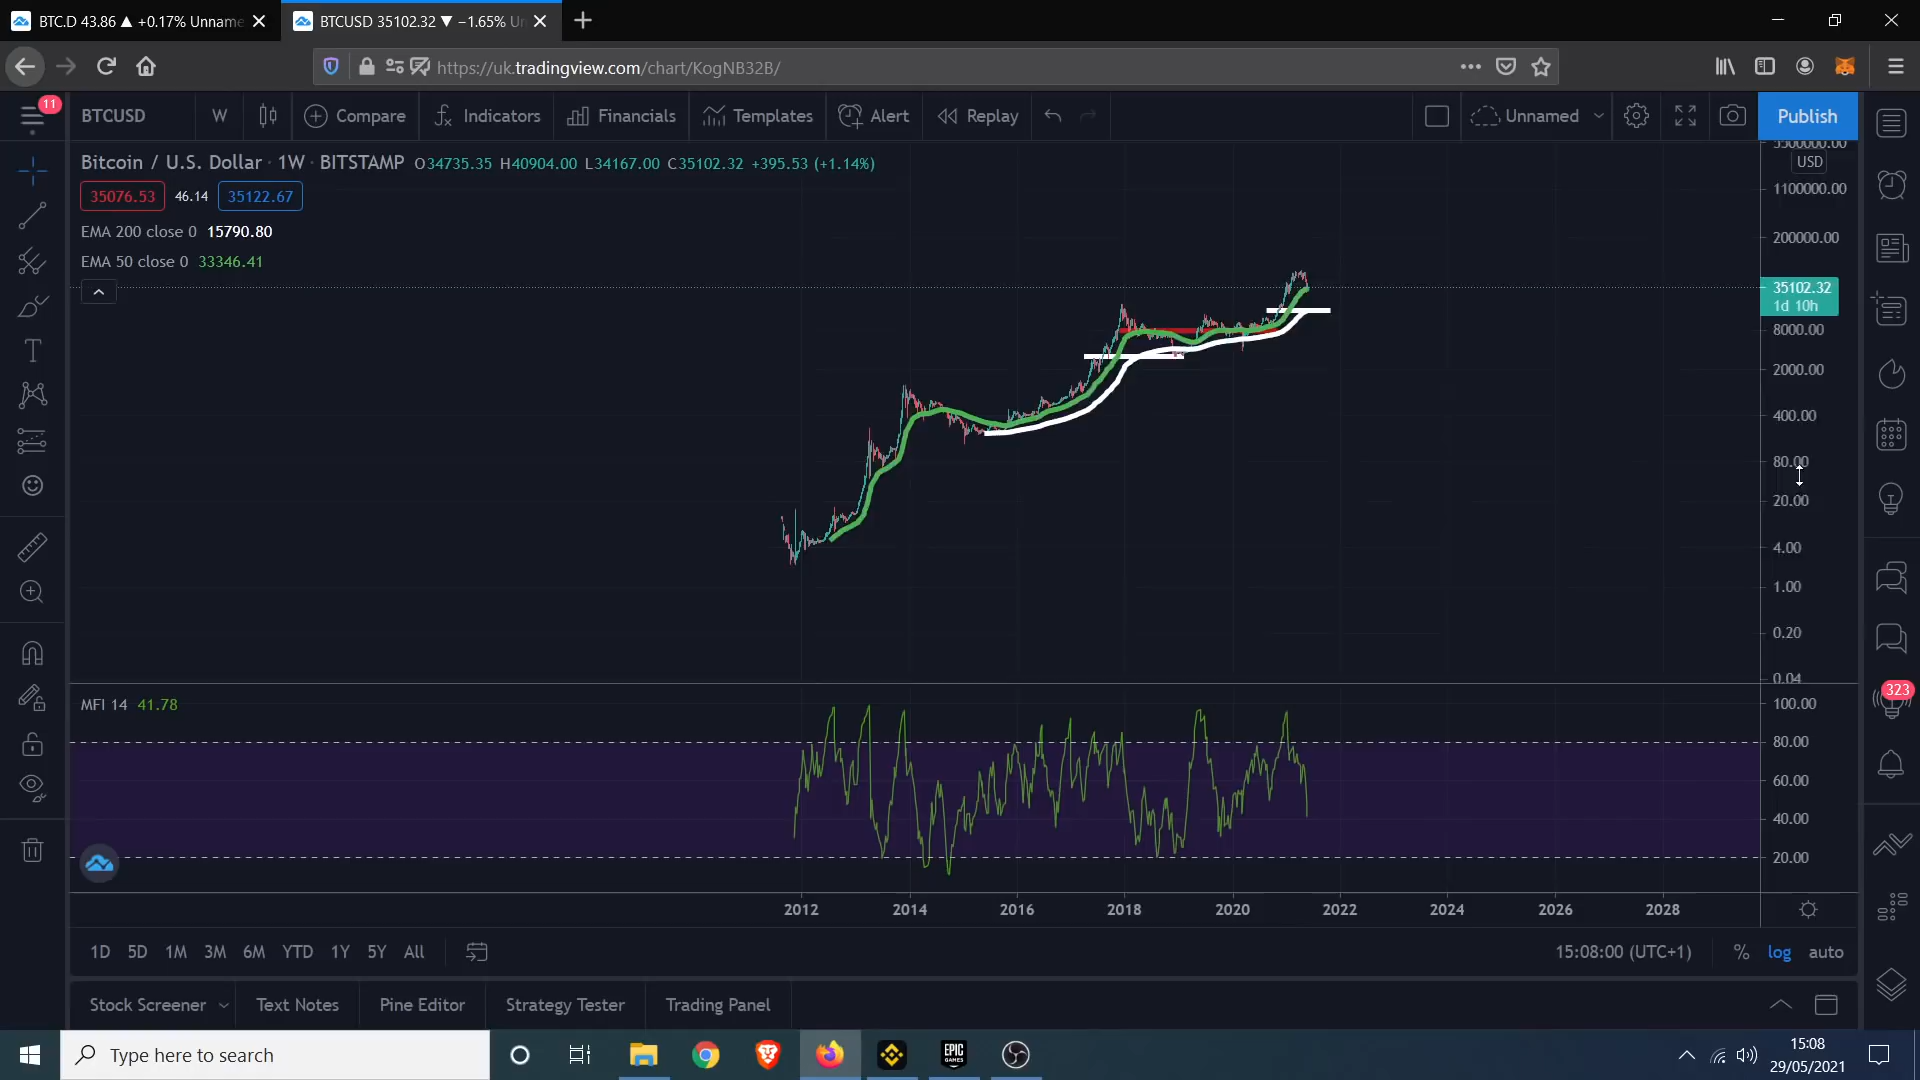 BTC.D 43.86 ▲ +0.17% Unname
BTCUSD 35102.32 ▼ −1.65% Un
https://uk.tradingview.com/chart/KogNB32B/
11
BTCUSD
W
Compare
Indicators
Financials
Templates
Alert
Replay
Unnamed
Publish
Bitcoin / U.S. Dollar · 1W · BITSTAMP O34735.35 H40904.00 L34167.00 C35102.32 +395.53 (+1.14%)
35076.53 46.14 35122.67
EMA 200 close 0 15790.80
EMA 50 close 0 33346.41
5500000.00
USD
1100000.00
200000.00
35102.32
1d 10h
8000.00
2000.00
400.00
80.00
20.00
4.00
1.00
0.20
0.04
323
MFI 14 41.78
100.00
80.00
60.00
40.00
20.00
2012 2014 2016 2018 2020 2022 2024 2026 2028
1D 5D 1M 3M 6M YTD 1Y 5Y All
15:08:00 (UTC+1) % log auto
Stock Screener Text Notes Pine Editor Strategy Tester Trading Panel
Type here to search
EPIC
GAMES
15:08
29/05/2021